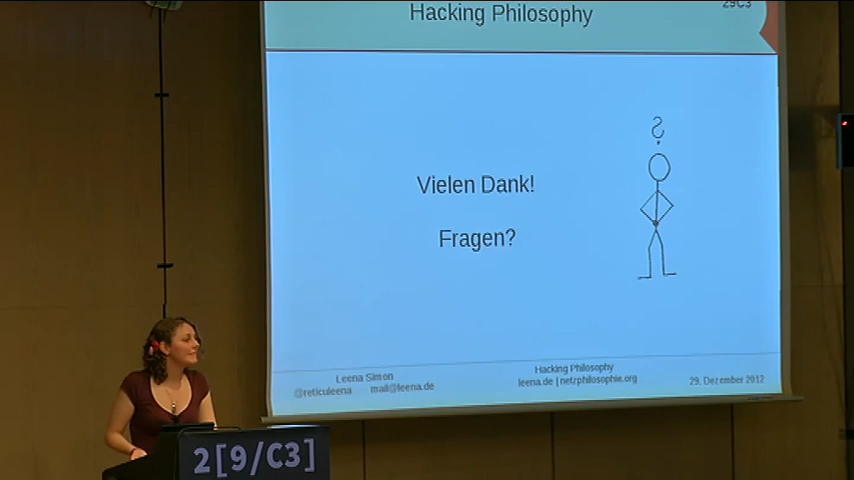 Hacking Philosophy
29C3
Vielen Dank!
Fragen?
?
Leena Simon
@reticuleena mail@leena.de
Hacking Philosophy
leena.de | netzphilosophie.org
29. Dezember 2012
2[9/C3]